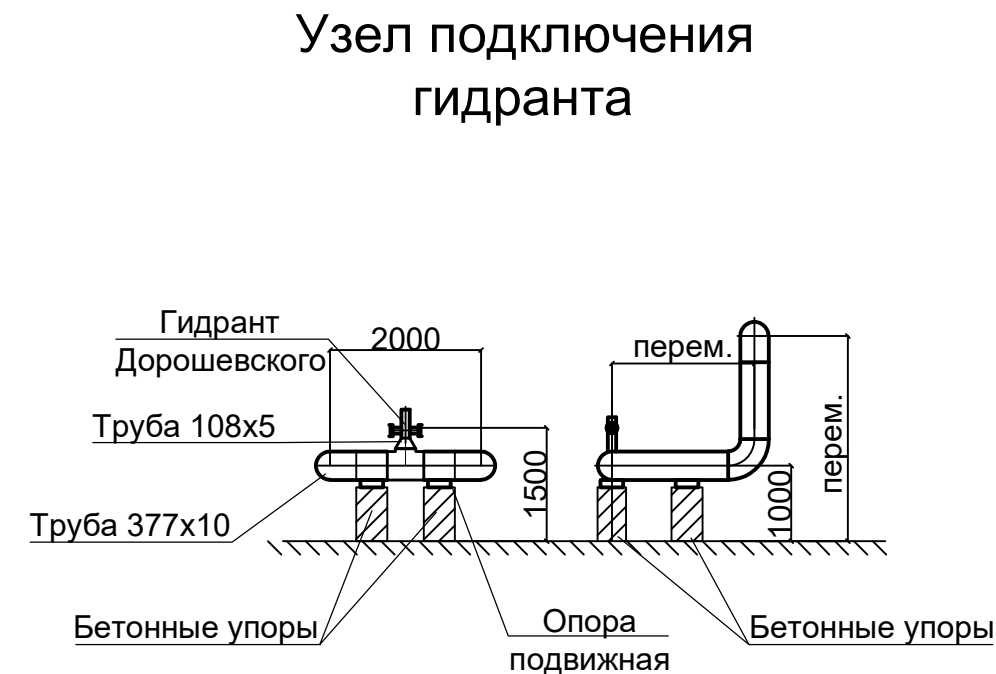 Узел подключения
гидранта
Гидрант
Дорошевского
2000
перем.
Труба 108х5
1500
перем.
1000
Труба 377х10
Бетонные упоры
Опора
подвижная
Бетонные упоры